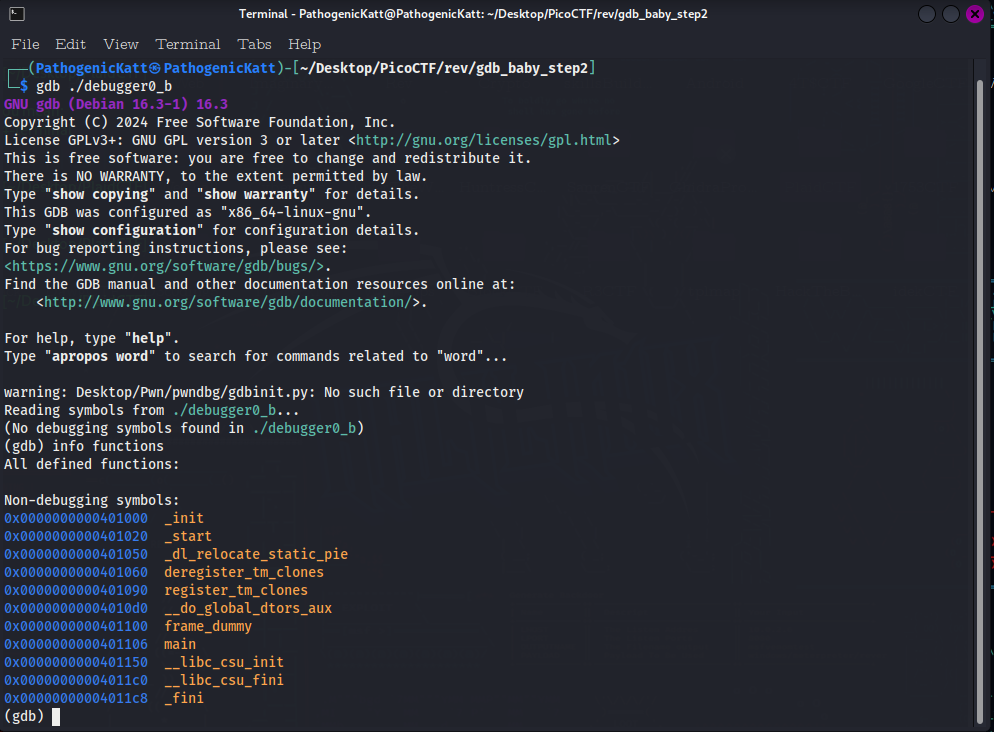 Terminal - PathogenicKatt@PathogenicKatt: ~/Desktop/PicoCTF/rev/gdb_baby_step2
File Edit View Terminal Tabs Help
┌──(PathogenicKatt㉿PathogenicKatt)-[~/Desktop/PicoCTF/rev/gdb_baby_step2]
└─$ gdb ./debugger0_b
GNU gdb (Debian 16.3-1) 16.3
Copyright (C) 2024 Free Software Foundation, Inc.
License GPLv3+: GNU GPL version 3 or later <http://gnu.org/licenses/gpl.html>
This is free software: you are free to change and redistribute it.
There is NO WARRANTY, to the extent permitted by law.
Type "show copying" and "show warranty" for details.
This GDB was configured as "x86_64-linux-gnu".
Type "show configuration" for configuration details.
For bug reporting instructions, please see:
<https://www.gnu.org/software/gdb/bugs/>.
Find the GDB manual and other documentation resources online at:
    <http://www.gnu.org/software/gdb/documentation/>.

For help, type "help".
Type "apropos word" to search for commands related to "word"...

warning: Desktop/Pwn/pwndbg/gdbinit.py: No such file or directory
Reading symbols from ./debugger0_b...
(No debugging symbols found in ./debugger0_b)
(gdb) info functions
All defined functions:

Non-debugging symbols:
0x0000000000401000  _init
0x0000000000401020  _start
0x0000000000401050  _dl_relocate_static_pie
0x0000000000401060  deregister_tm_clones
0x0000000000401090  register_tm_clones
0x00000000004010d0  __do_global_dtors_aux
0x0000000000401100  frame_dummy
0x0000000000401106  main
0x0000000000401150  __libc_csu_init
0x00000000004011c0  __libc_csu_fini
0x00000000004011c8  _fini
(gdb)